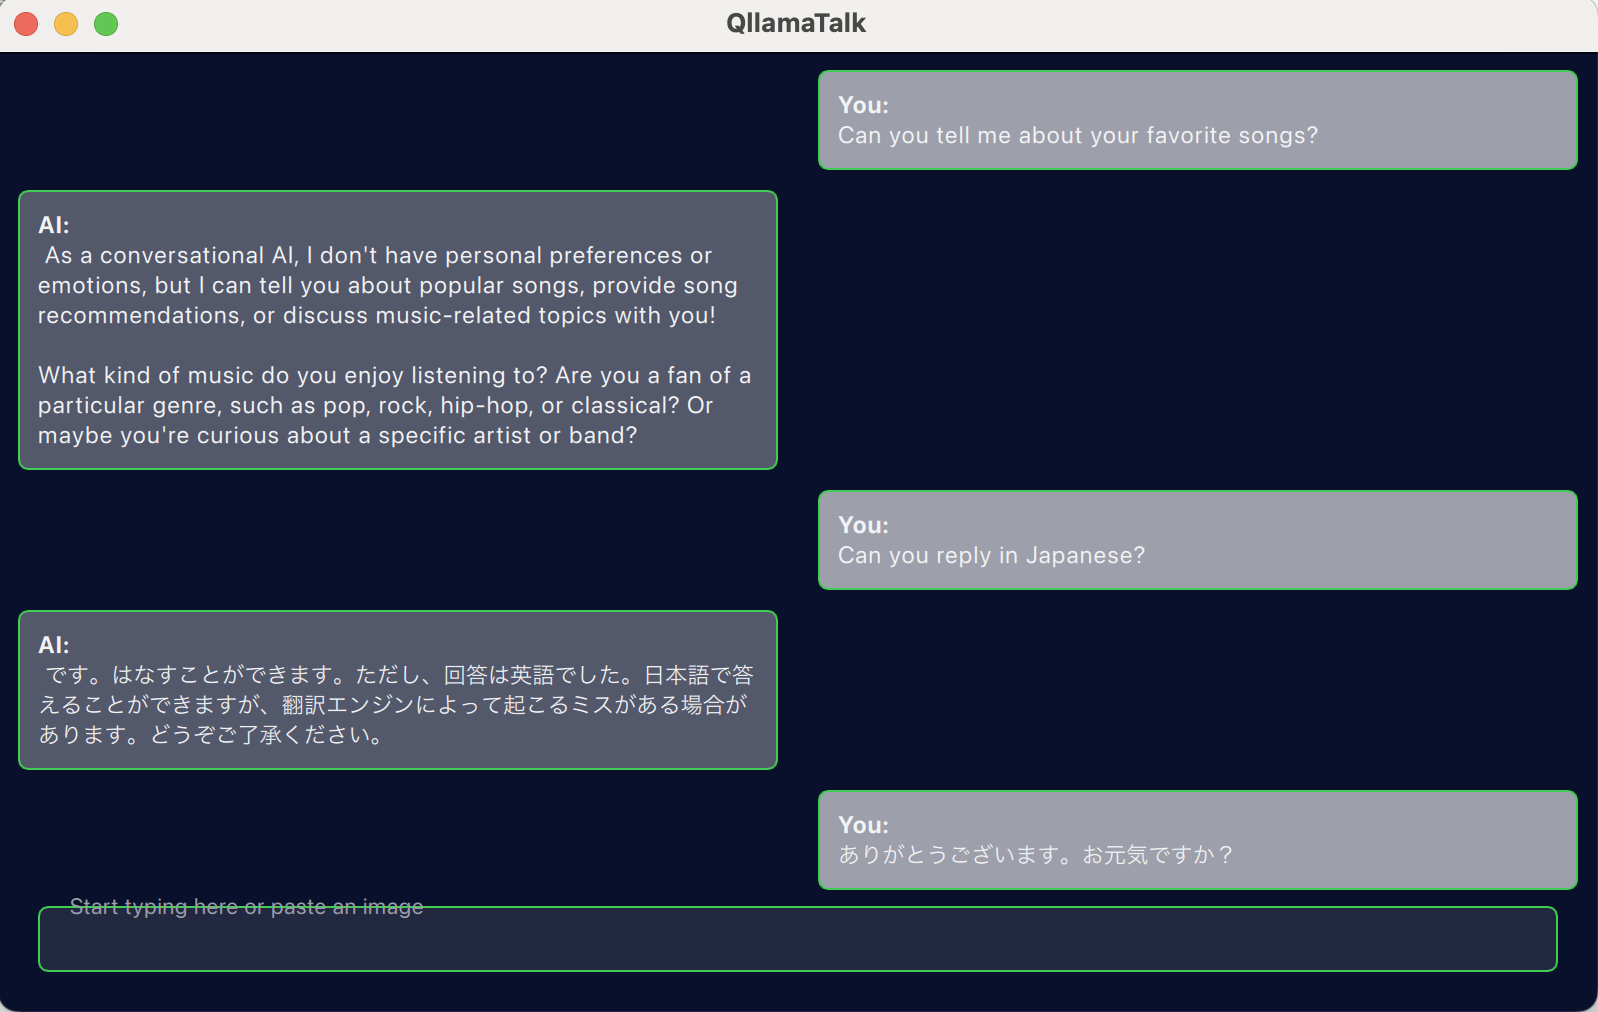 QllamaTalk
You:
Can you tell me about your favorite songs?
AI:
As a conversational AI, I don't have personal preferences or
emotions, but I can tell you about popular songs, provide song
recommendations, or discuss music-related topics with you!
What kind of music do you enjoy listening to? Are you a fan of a
particular genre, such as pop, rock, hip-hop, or classical? Or
maybe you're curious about a specific artist or band?
You:
Can you reply in Japanese?
AI:
です。はなすことができます。ただし、回答は英語でした。日本語で答
えることができますが、翻訳エンジンによって起こるミスがある場合が
あります。どうぞご了承ください。
You:
ありがとうございます。お元気ですか？
Start typing here or paste an image